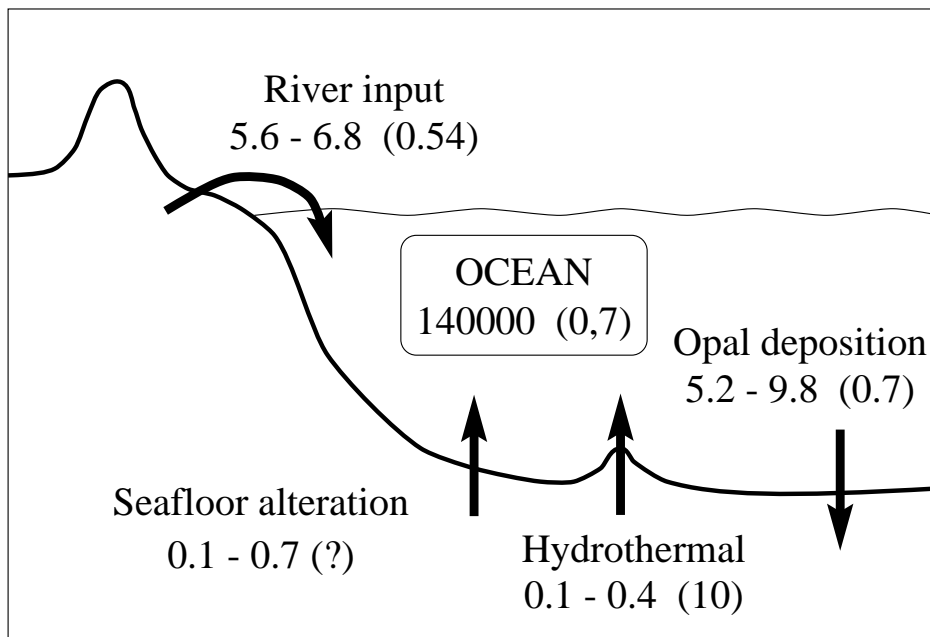 River input
5.6 - 6.8 (0.54)
OCEAN
140000 (0,7)
Opal deposition
5.2 - 9.8 (0.7)
Seafloor alteration
0.1 - 0.7 (?)
Hydrothermal
0.1 - 0.4 (10)